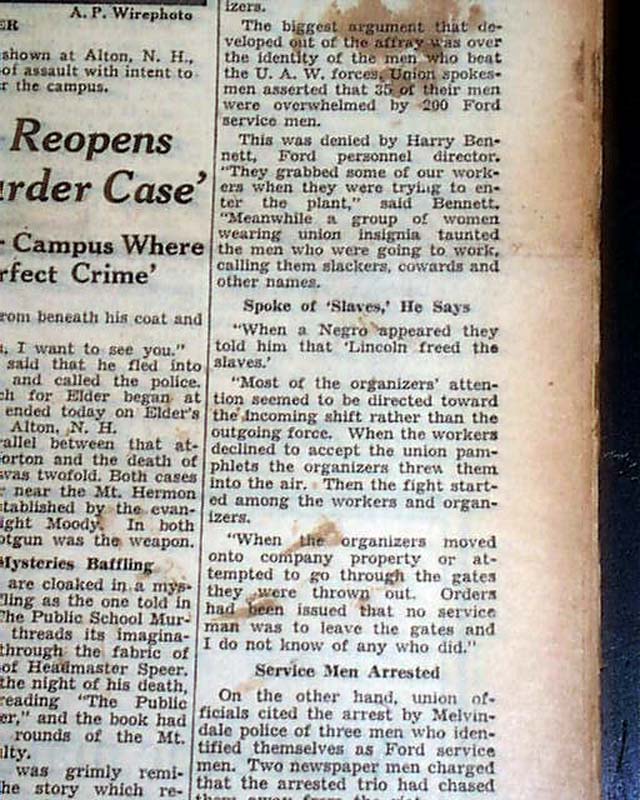 A. P. Wirephoto
ER
shown at Alton, N. H.,
of assault with intent to
r the campus.
Reopens
rder Case'
Campus Where
rfect Crime'
rom beneath his coat and
I want to see you."
said that he fled into
and called the police.
ch for Elder began at
ended today on Elder's
Alton, N. H.
rallel between that at-
orton and the death of
was twofold. Both cases
near the Mt. Hermon
stablished by the evan-
ight Moody. In both
otgun was the weapon.
Mysteries Baffling
are cloaked in a mys-
ling as the one told in
The Public School Mur-
threads its imagina-
through the fabric of
of Headmaster Speer.
the night of his death,
reading "The Public
er," and the book had
rounds of the Mt.
ulty.
was grimly remi-
he story which re-
izers.
The biggest argument that de-
veloped out of the affray was over
the identity of the men who beat
the U. A. W. forces. Union spokes-
men asserted that 35 of their men
were overwhelmed by 200 Ford
service men.
This was denied by Harry Ben-
nett, Ford personnel director.
"They grabbed some of our work-
ers when they were trying to en-
ter the plant," said Bennett.
"Meanwhile a group of women
wearing union insignia taunted
the men who were going to work,
calling them slackers, cowards and
other names.
Spoke of 'Slaves,' He Says
"When a Negro appeared they
told him that 'Lincoln freed the
slaves.'
"Most of the organizers' atten-
tion seemed to be directed toward
the incoming shift rather than the
outgoing force. When the workers
declined to accept the union pam-
phlets the organizers threw them
into the air. Then the fight start-
ed among the workers and organ-
izers.
"When the organizers moved
onto company property or at-
tempted to go through the gates
they were thrown out. Orders
had been issued that no service
man was to leave the gates and
I do not know of any who did."
Service Men Arrested
On the other hand, union of-
ficials cited the arrest by Melvin-
dale police of three men who iden-
tified themselves as Ford service
men. Two newspaper men charged
that the arrested trio had chased